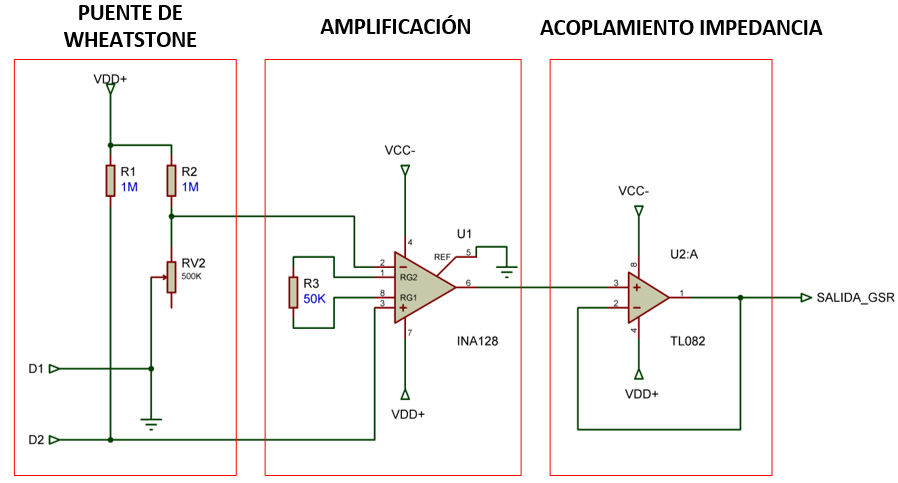 PUENTE DE
WHEATSTONE
AMPLIFICACIÓN
ACOPLAMIENTO IMPEDANCIA
VDD+
R1
1M
R2
1M
RV2
500K
D1
D2
VCC-
4
U1
REF
5
2
1
RG2
R3
50K
8
RG1
3
6
7
INA128
VDD+
VCC-
8
U2:A
3
2
1
4
TL082
VDD+
SALIDA_GSR